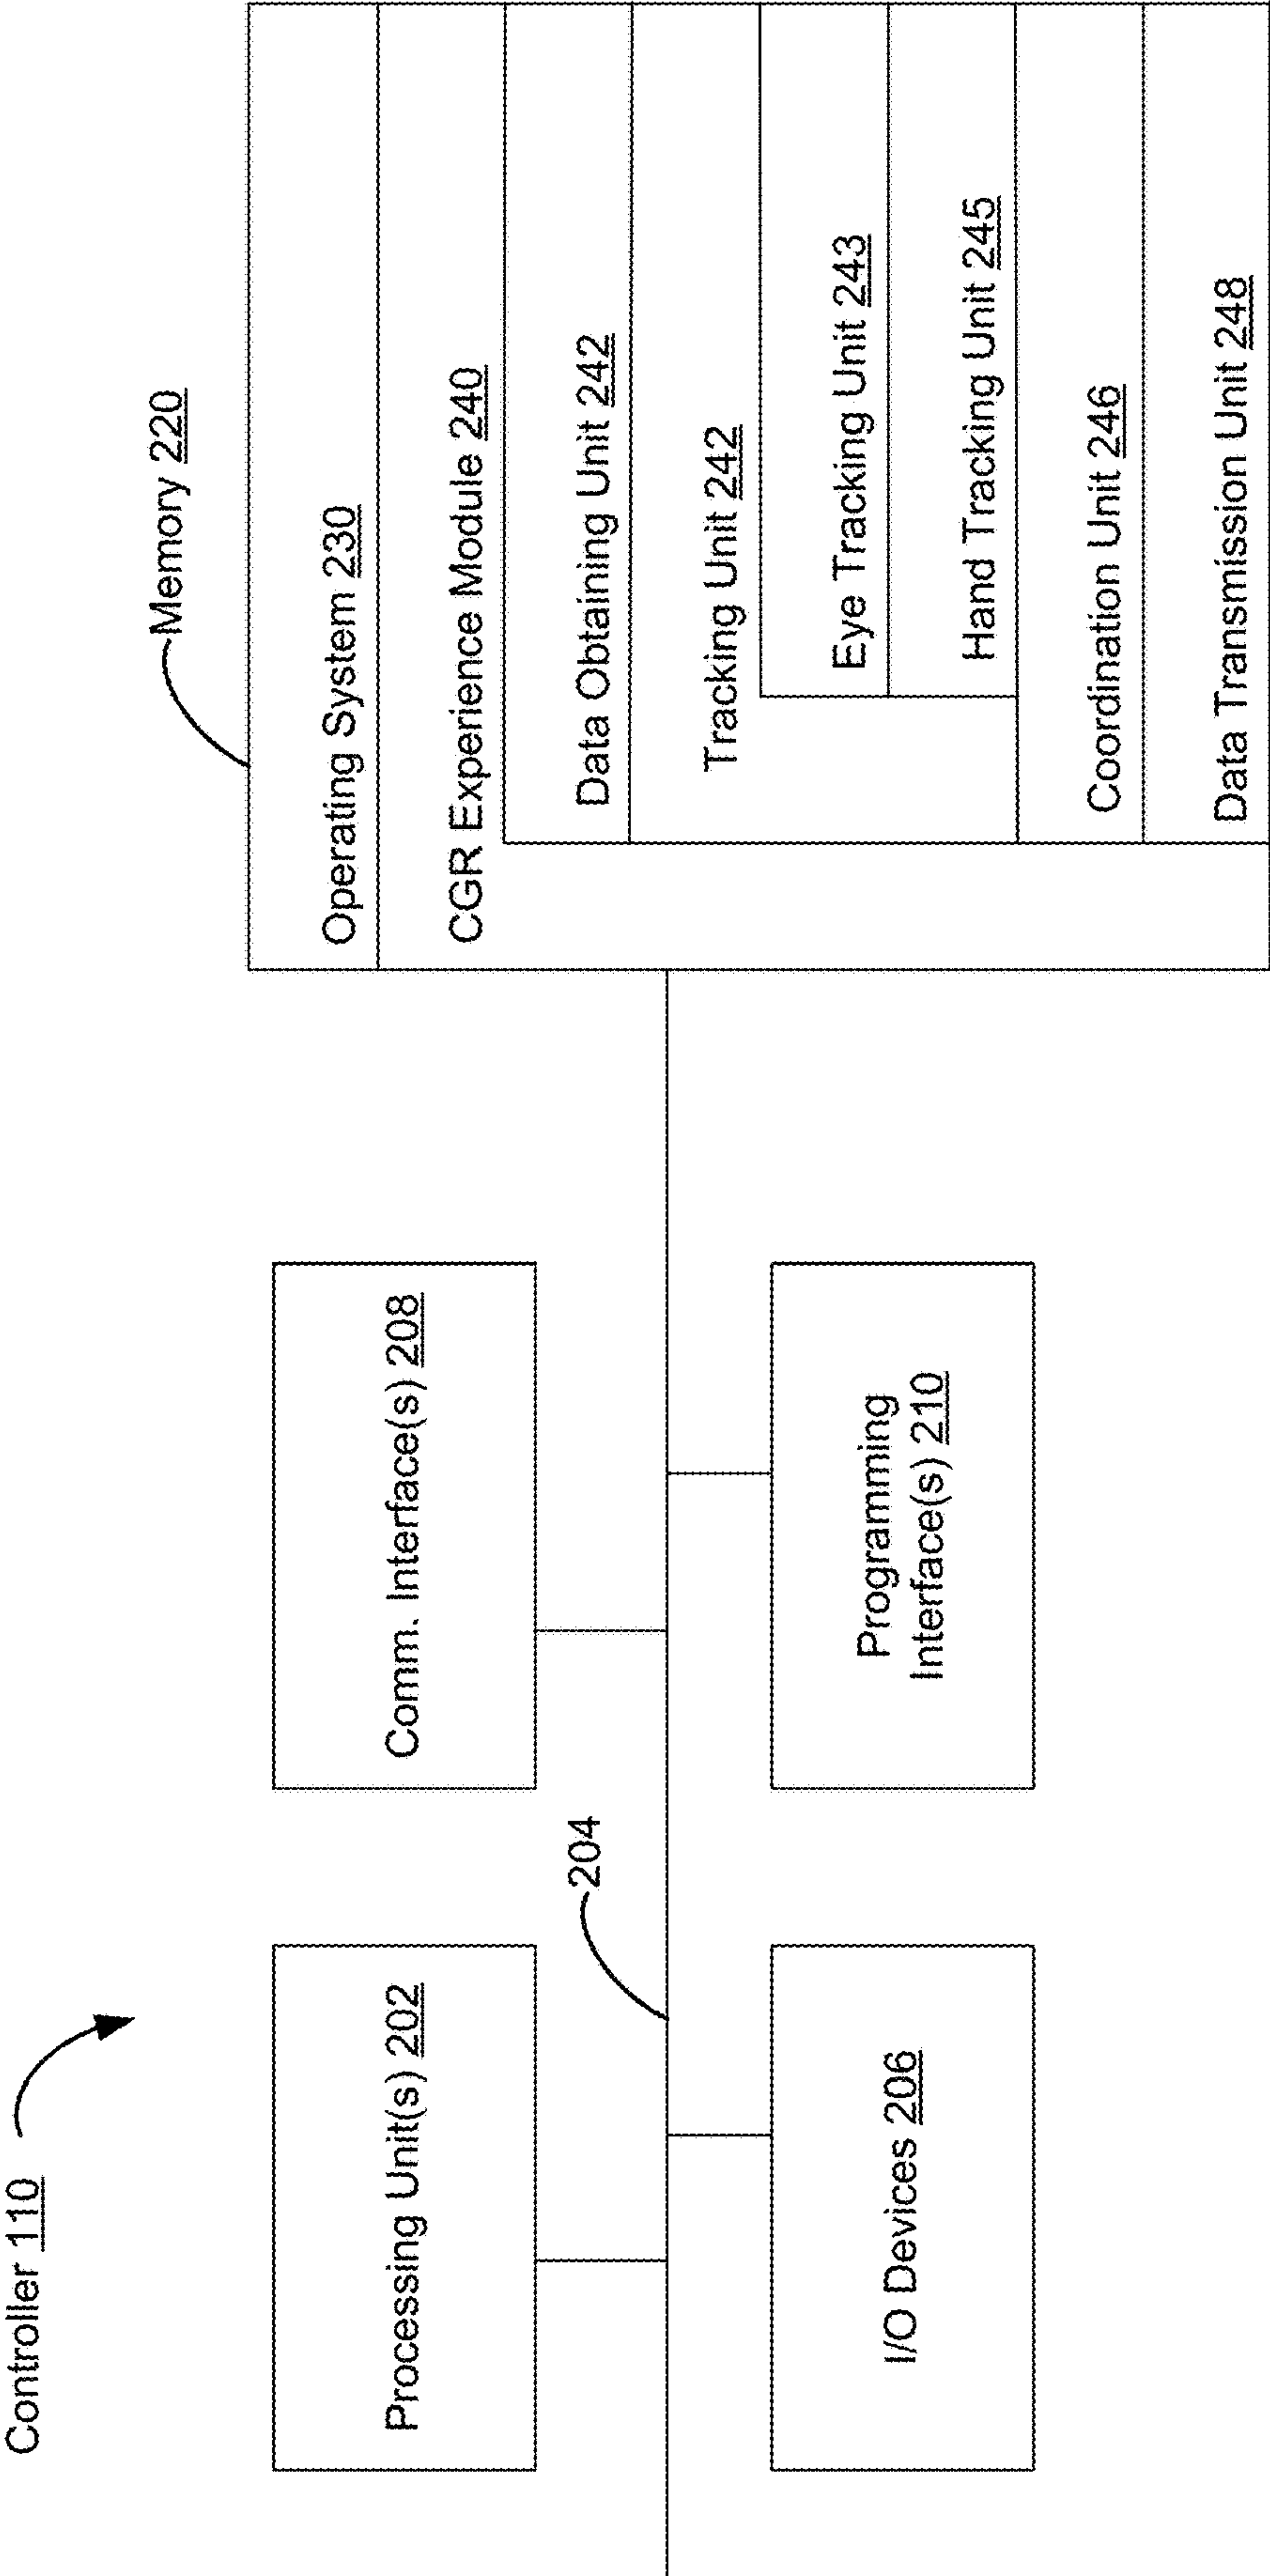 Controller 110
Processing Unit(s) 202
Comm. Interface(s) 208
204
I/O Devices 206
Programming
Interface(s) 210
Memory 220
Operating System 230
CGR Experience Module 240
Data Obtaining Unit 242
Tracking Unit 242
Eye Tracking Unit 243
Hand Tracking Unit 245
Coordination Unit 246
Data Transmission Unit 248